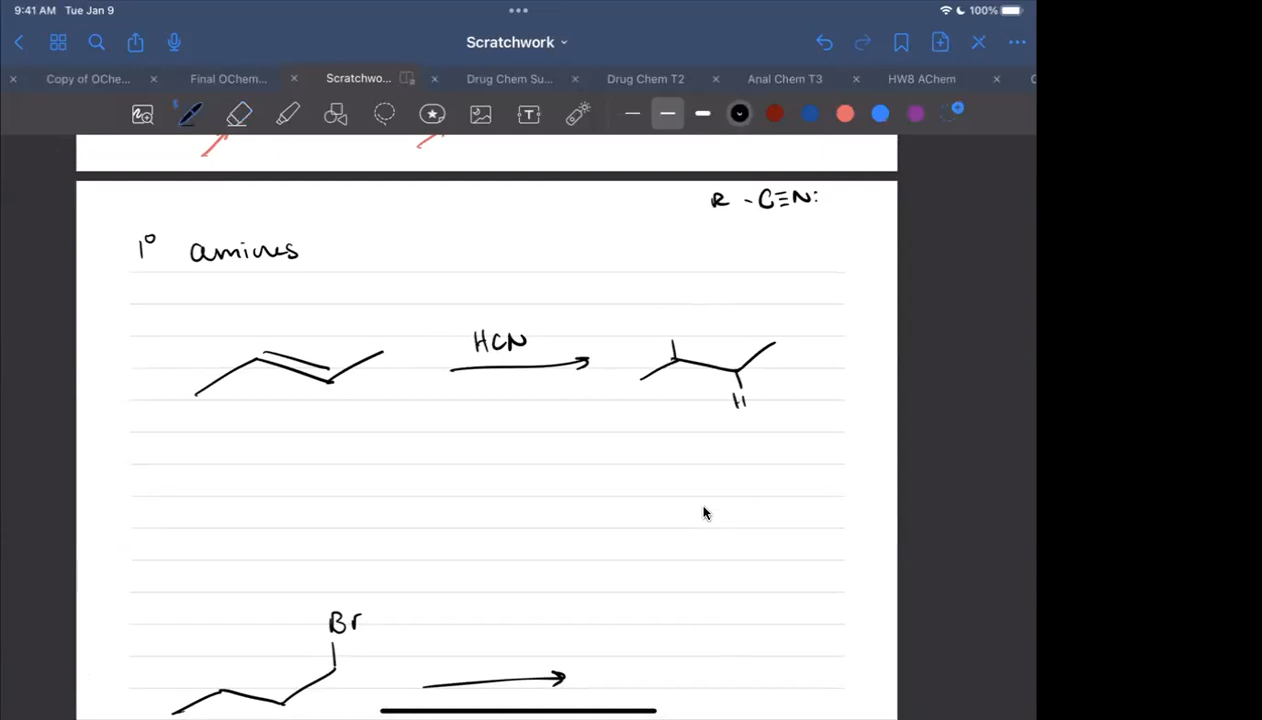 9:41 AM Tue Jan 9
100%
Scratchwork
Copy of OChe...
Final OChem...
Scratchwo...
Drug Chem Su...
Drug Chem T2
Anal Chem T3
HW8 AChem
R - C≡N:
1° amines
HCN
H
Br